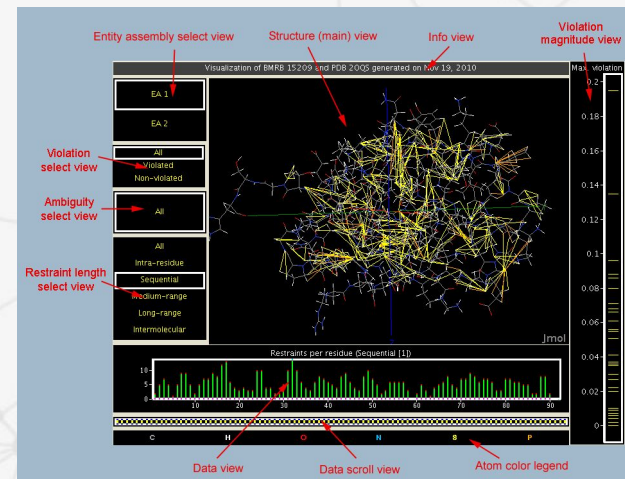 Entity assembly select view
Structure (main) view
Info view
Violation
magnitude view
Visualization of BMRB 15209 and PDB 2OQS generated on Nov 19, 2010
Max. violation
EA 1
EA 2
Violation
select view
All
Violated
Non-violated
Ambiguity
select view
All
Restraint length
select view
All
Intra-residue
Sequential
Medium-range
Long-range
Intermolecular
Jmol
0.2
0.18
0.16
0.14
0.12
0.1
0.08
0.06
0.04
0.02
0
Restraints per residue (Sequential [1])
10
5
0
10 20 30 40 50 60 70 80 90
C H O N S P
Data view
Data scroll view
Atom color legend